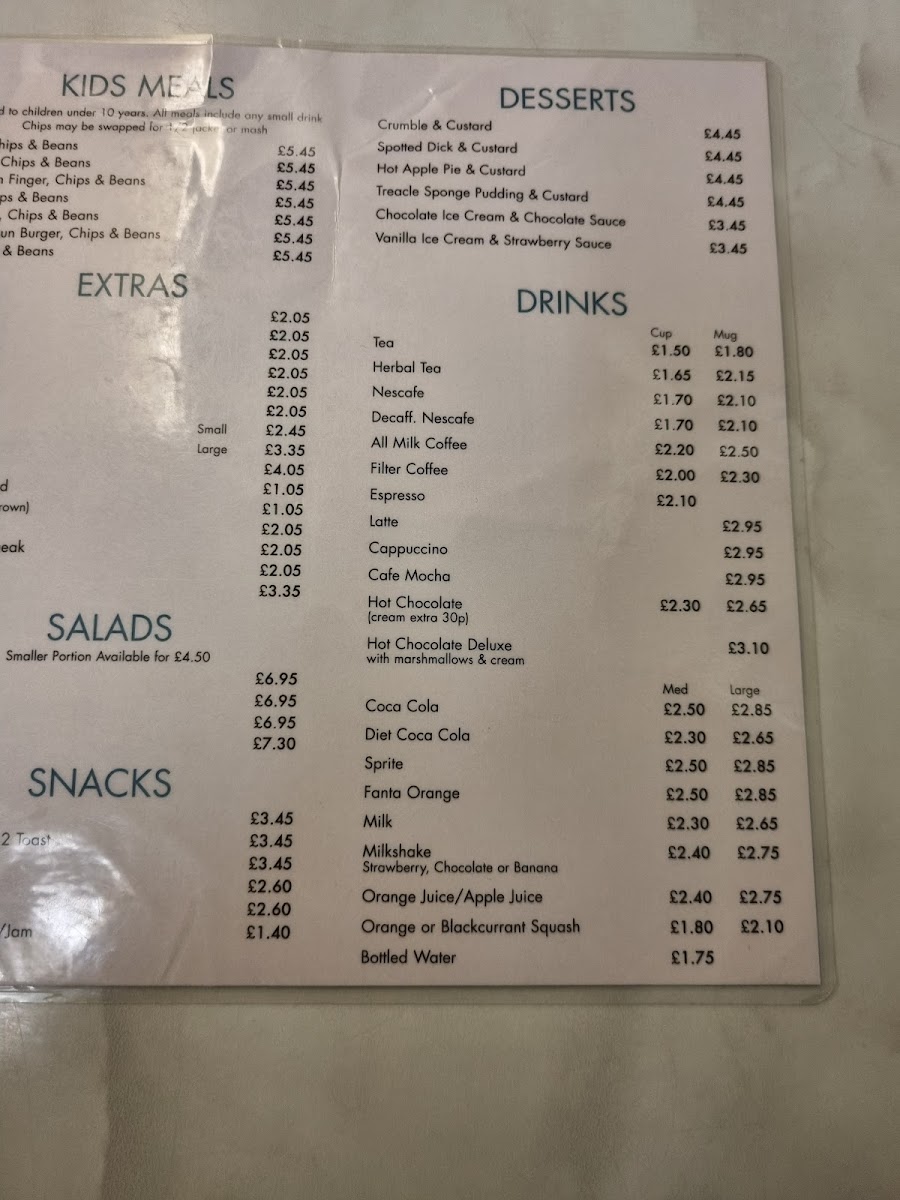 KIDS MEALS
d to children under 10 years. All meals include any small drink
Chips may be swapped for 1/2 jacket or mash
hips & Beans £5.45
Chips & Beans £5.45
Finger, Chips & Beans £5.45
ps & Beans £5.45
, Chips & Beans £5.45
un Burger, Chips & Beans £5.45
& Beans £5.45
EXTRAS
£2.05
£2.05
£2.05
£2.05
£2.05
£2.05
Small £2.45
Large £3.35
£4.05
d £1.05
rown) £1.05
£2.05
eak £2.05
£2.05
£3.35
SALADS
Smaller Portion Available for £4.50
£6.95
£6.95
£6.95
£7.30
SNACKS
£3.45
2 Toast £3.45
£3.45
£2.60
£2.60
/Jam £1.40
DESSERTS
Crumble & Custard £4.45
Spotted Dick & Custard £4.45
Hot Apple Pie & Custard £4.45
Treacle Sponge Pudding & Custard £4.45
Chocolate Ice Cream & Chocolate Sauce £3.45
Vanilla Ice Cream & Strawberry Sauce £3.45
DRINKS
Cup Mug
Tea £1.50 £1.80
Herbal Tea £1.65 £2.15
Nescafe £1.70 £2.10
Decaff. Nescafe £1.70 £2.10
All Milk Coffee £2.20 £2.50
Filter Coffee £2.00 £2.30
Espresso £2.10
Latte £2.95
Cappuccino £2.95
Cafe Mocha £2.95
Hot Chocolate £2.30 £2.65
(cream extra 30p)
Hot Chocolate Deluxe £3.10
with marshmallows & cream
Med Large
Coca Cola £2.50 £2.85
Diet Coca Cola £2.30 £2.65
Sprite £2.50 £2.85
Fanta Orange £2.50 £2.85
Milk £2.30 £2.65
Milkshake £2.40 £2.75
Strawberry, Chocolate or Banana
Orange Juice/Apple Juice £2.40 £2.75
Orange or Blackcurrant Squash £1.80 £2.10
Bottled Water £1.75